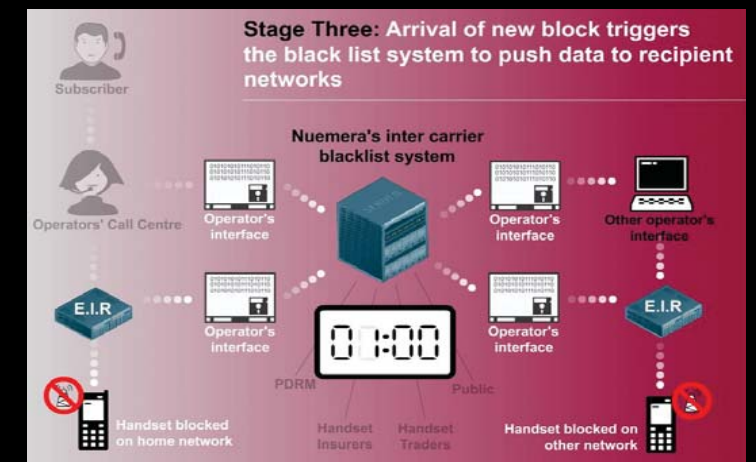 Stage Three: Arrival of new block triggers
the black list system to push data to recipient
networks
Subscriber
Nuemera's inter carrier
blacklist system
Operators' Call Centre
Operator's
interface
Operator's
interface
Other operator's
interface
E.I.R
Operator's
interface
01:00
Operator's
interface
E.I.R
PDRM
Public
Handset
Insurers
Handset
Traders
Handset blocked
on home network
Handset blocked on
other network